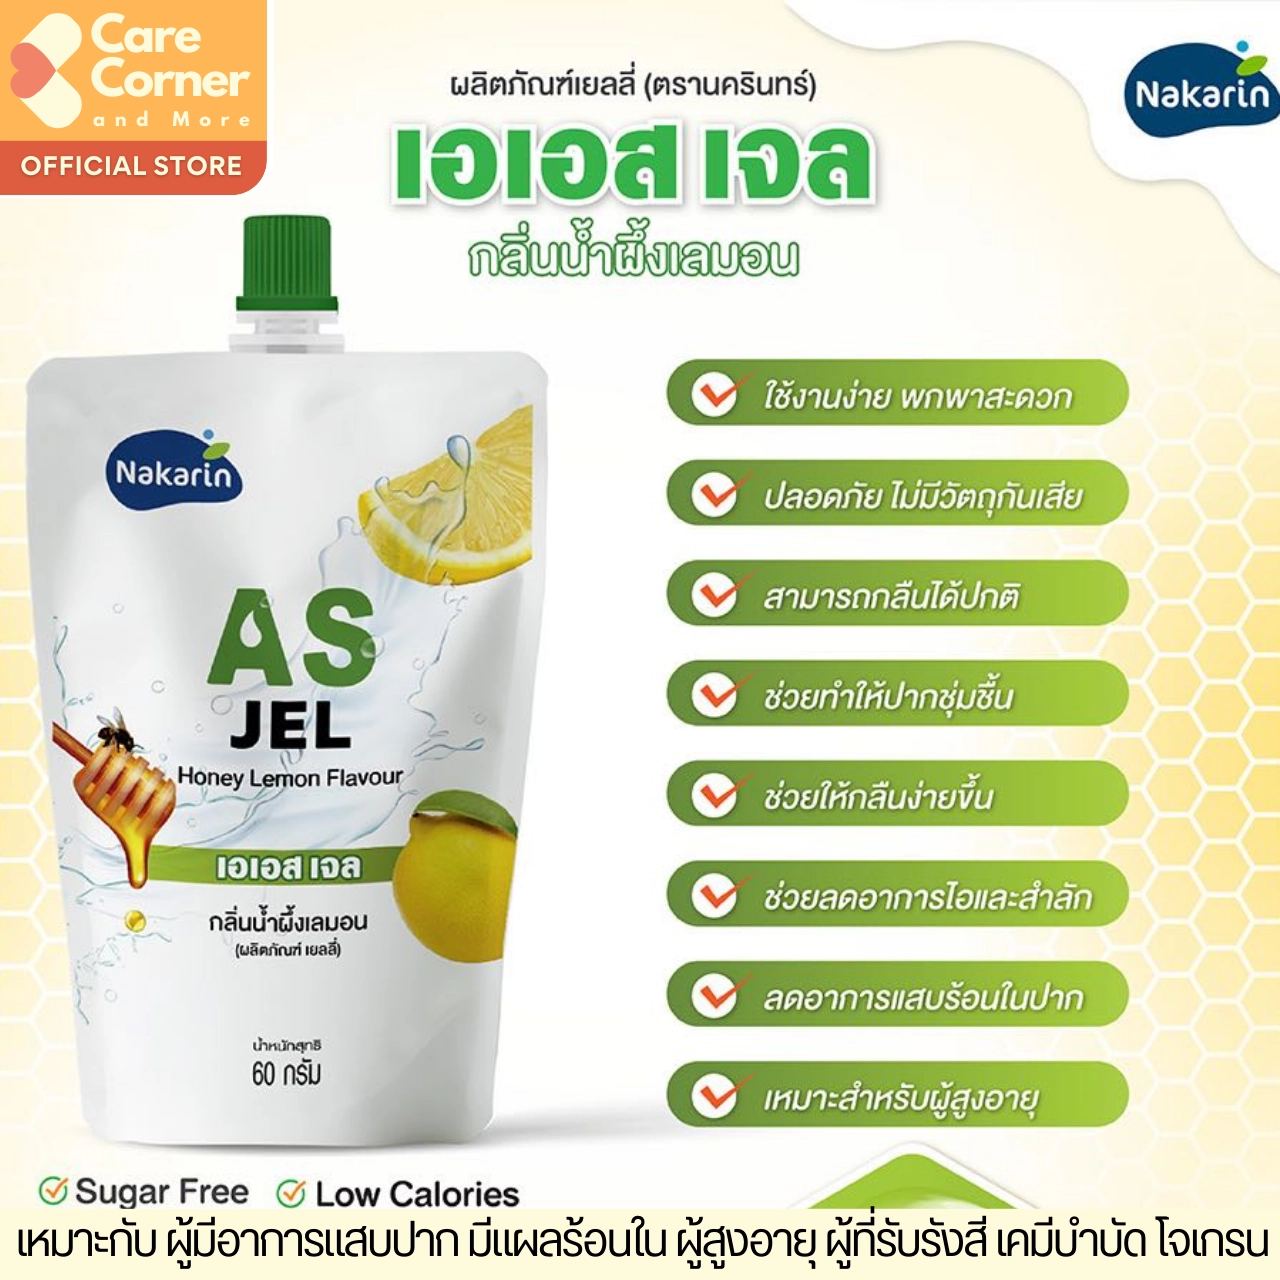 Care
Corner
and More
OFFICIAL STORE
ผลิตภัณฑ์เยลลี่ (ตรานครินทร์)
เอเอส เจล
กลิ่นน้ำผึ้งเลมอน
Nakarin
Nakarin
AS
JEL
Honey Lemon Flavour
เอเอส เจล
กลิ่นน้ำผึ้งเลมอน
(ผลิตภัณฑ์ เยลลี่)
น้ำหนักสุทธิ
60 กรัม
ใช้งานง่าย พกพาสะดวก
ปลอดภัย ไม่มีวัตถุกันเสีย
สามารถกลืนได้ปกติ
ช่วยทำให้ปากชุ่มชื้น
ช่วยให้กลืนง่ายขึ้น
ช่วยลดอาการไอและสำลัก
ลดอาการแสบร้อนในปาก
เหมาะสำหรับผู้สูงอายุ
Sugar Free
Low Calories
เหมาะกับ ผู้มีอาการแสบปาก มีแผลร้อนใน ผู้สูงอายุ ผู้ที่รับรังสี เคมีบำบัด โจเกรน